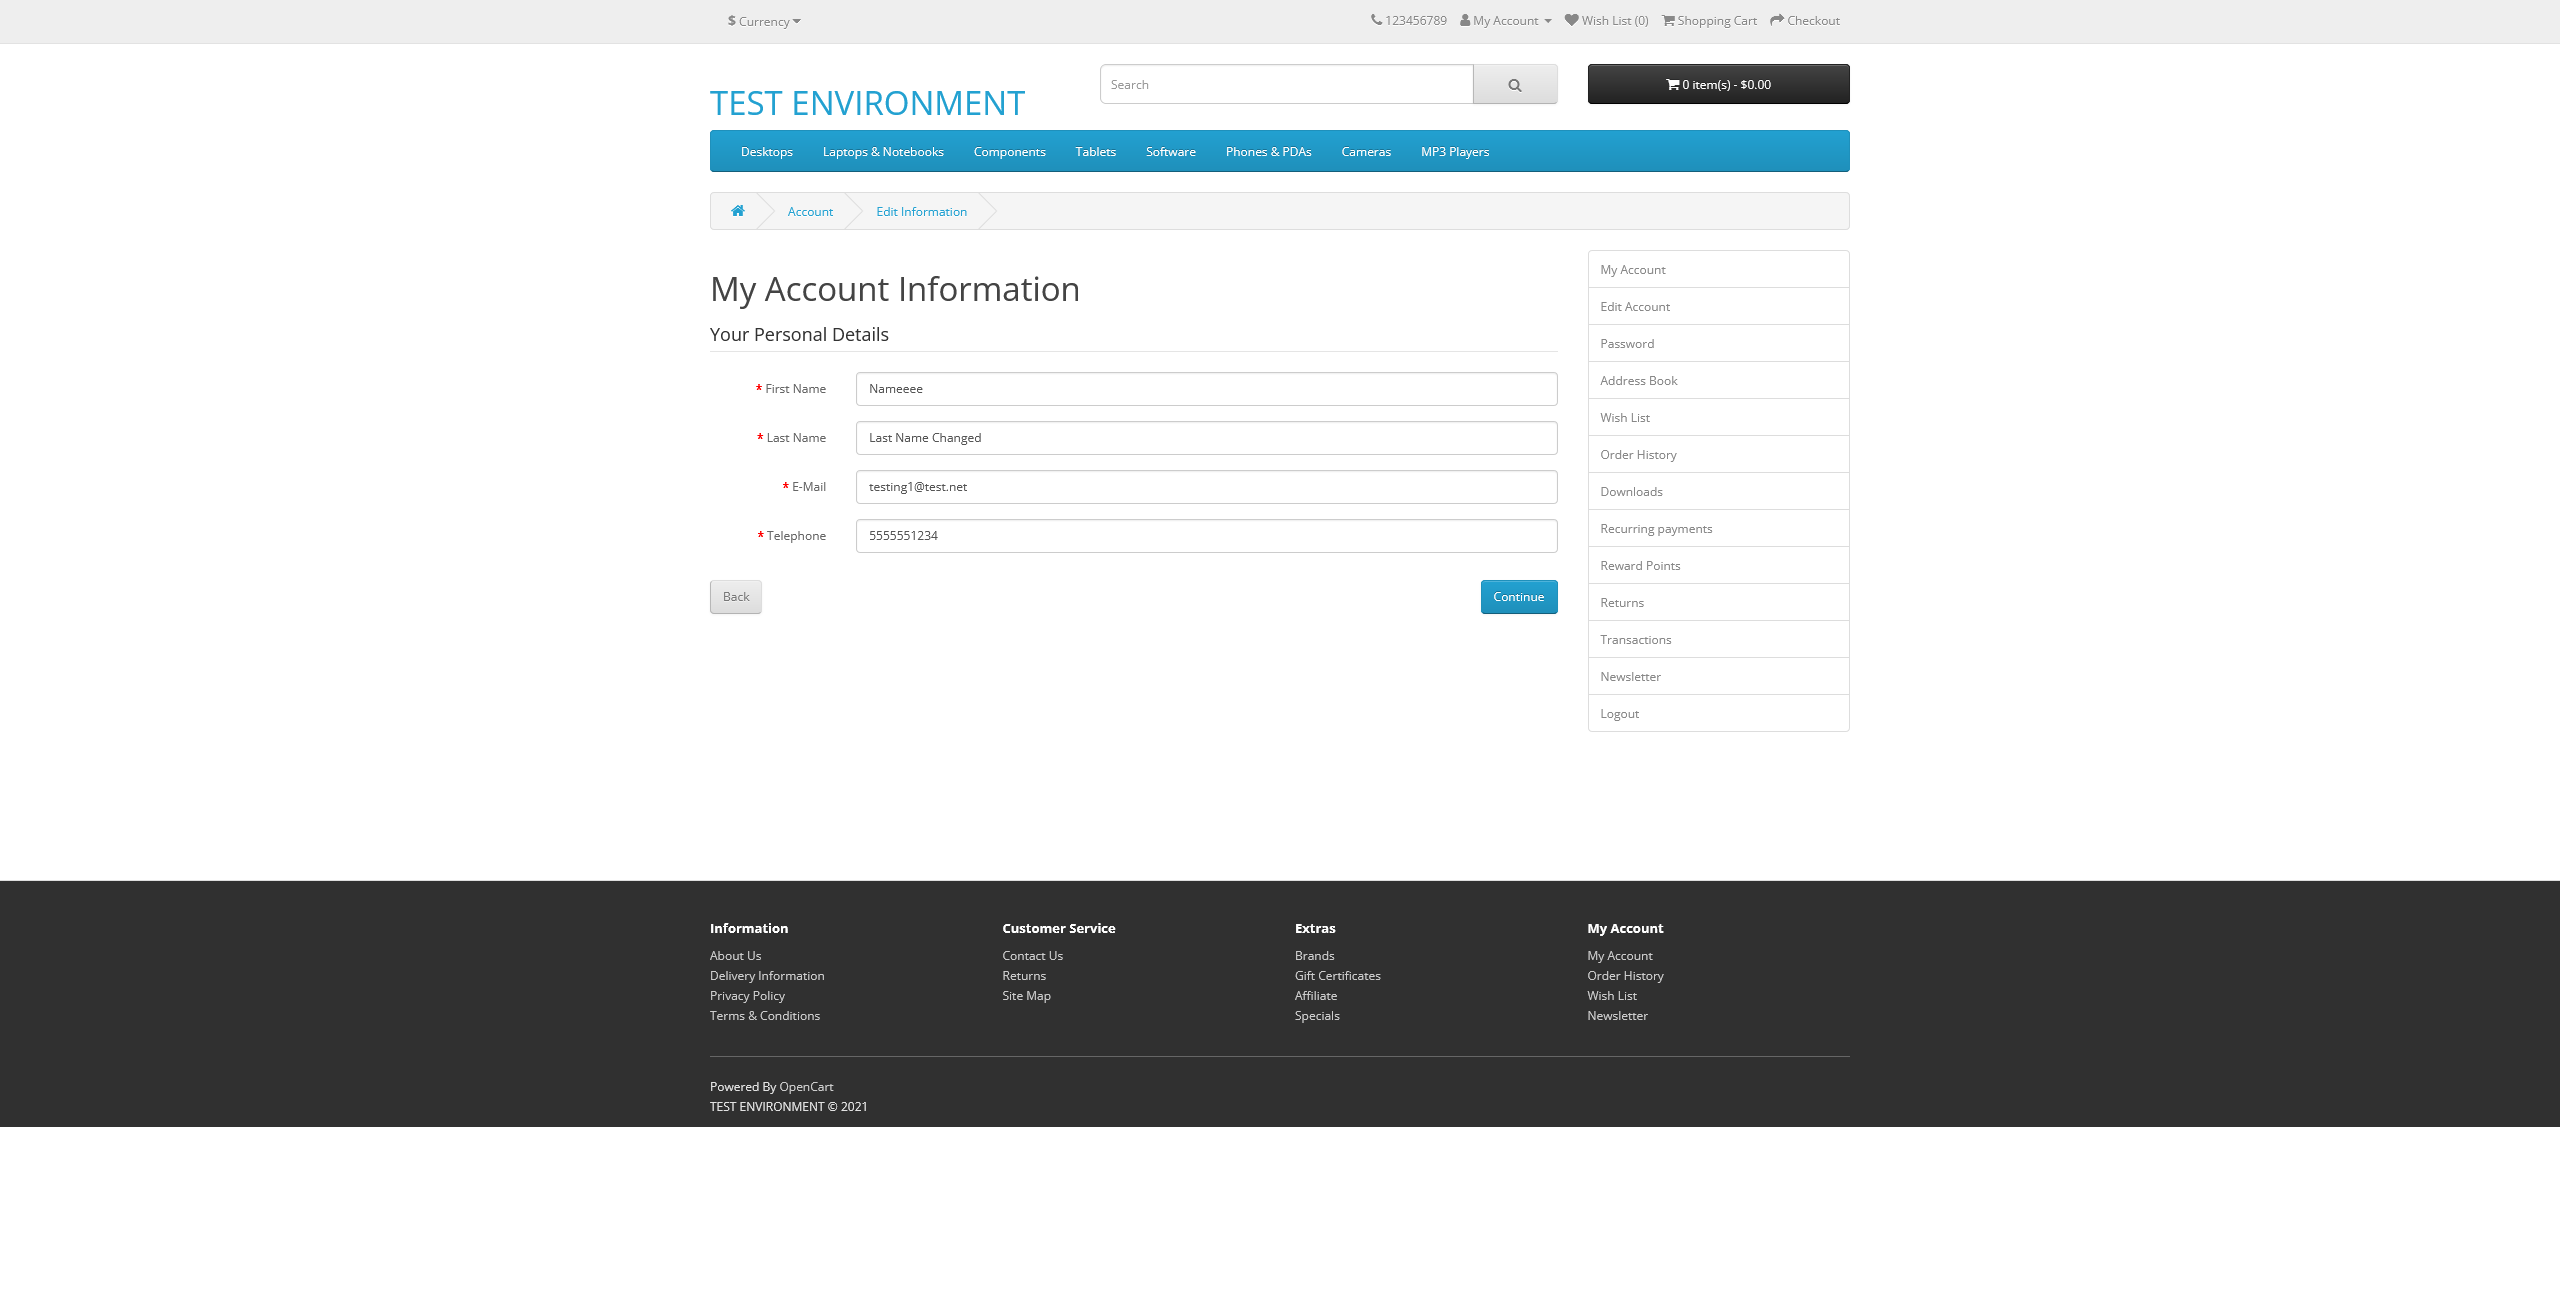 $ Currency
123456789 My Account Wish List (0) Shopping Cart Checkout
TEST ENVIRONMENT
Search
0 item(s) - $0.00
Desktops Laptops & Notebooks Components Tablets Software Phones & PDAs Cameras MP3 Players
Account Edit Information
My Account Information
Your Personal Details
* First Name Nameeee
* Last Name Last Name Changed
* E-Mail testing1@test.net
* Telephone 5555551234
Back Continue
My Account
Edit Account
Password
Address Book
Wish List
Order History
Downloads
Recurring payments
Reward Points
Returns
Transactions
Newsletter
Logout
Information
About Us
Delivery Information
Privacy Policy
Terms & Conditions
Customer Service
Contact Us
Returns
Site Map
Extras
Brands
Gift Certificates
Affiliate
Specials
My Account
My Account
Order History
Wish List
Newsletter
Powered By OpenCart
TEST ENVIRONMENT © 2021